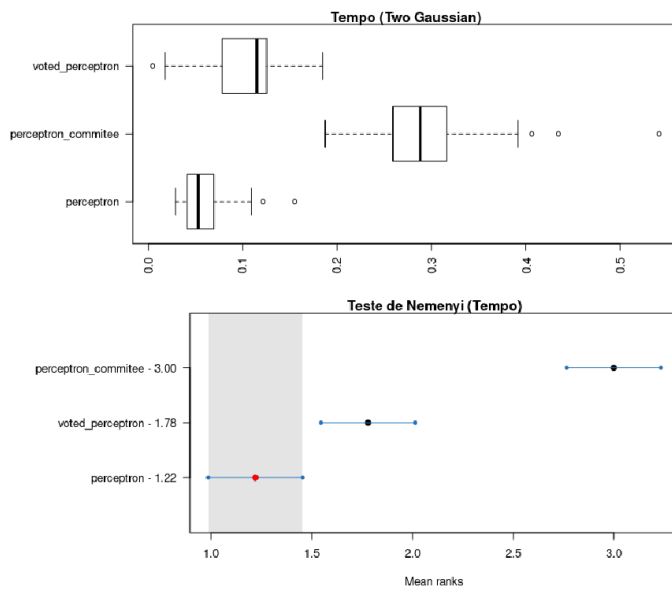 Tempo (Two Gaussian)
voted_perceptron
perceptron_commitee
perceptron
0.0 0.1 0.2 0.3 0.4 0.5
Teste de Nemenyi (Tempo)
perceptron_commitee - 3.00
voted_perceptron - 1.78
perceptron - 1.22
1.0 1.5 2.0 2.5 3.0
Mean ranks